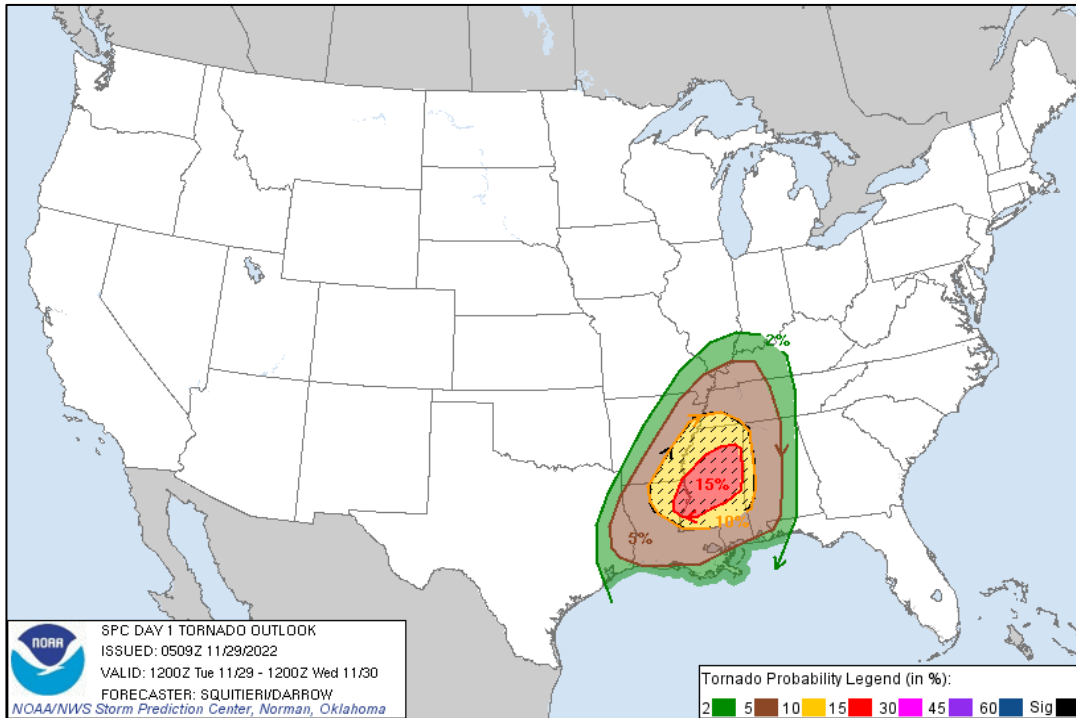 2%
15%
10%
5%
NOAA
SPC DAY 1 TORNADO OUTLOOK
ISSUED: 0509Z 11/29/2022
VALID: 1200Z Tue 11/29 - 1200Z Wed 11/30
FORECASTER: SQUITIERI/DARROW
NOAA/NWS Storm Prediction Center, Norman, Oklahoma
Tornado Probability Legend (in %):
2 5 10 15 30 45 60 Sig